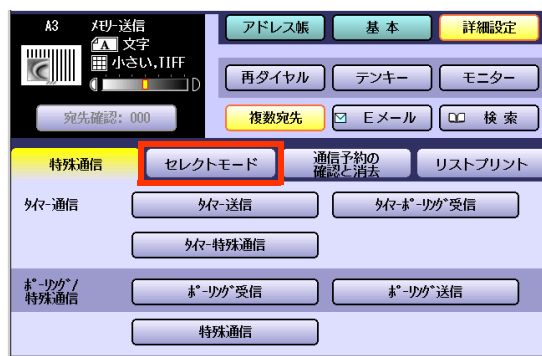 A3 ﾒﾓﾘｰ送信
A 文字
小さい,TIFF
D
宛先確認: 000
アドレス帳 基本 詳細設定
再ダイヤル テンキー モニター
複数宛先 Eメール 検索
特殊通信 セレクトモード 通信予約の確認と消去 リストプリント
ﾀｲﾏｰ通信 ﾀｲﾏｰ送信 ﾀｲﾏｰﾎﾟｰﾘﾝｸﾞ受信
ﾀｲﾏｰ特殊通信
ﾎﾟｰﾘﾝｸﾞ/
特殊通信 ﾎﾟｰﾘﾝｸﾞ受信 ﾎﾟｰﾘﾝｸﾞ送信
特殊通信